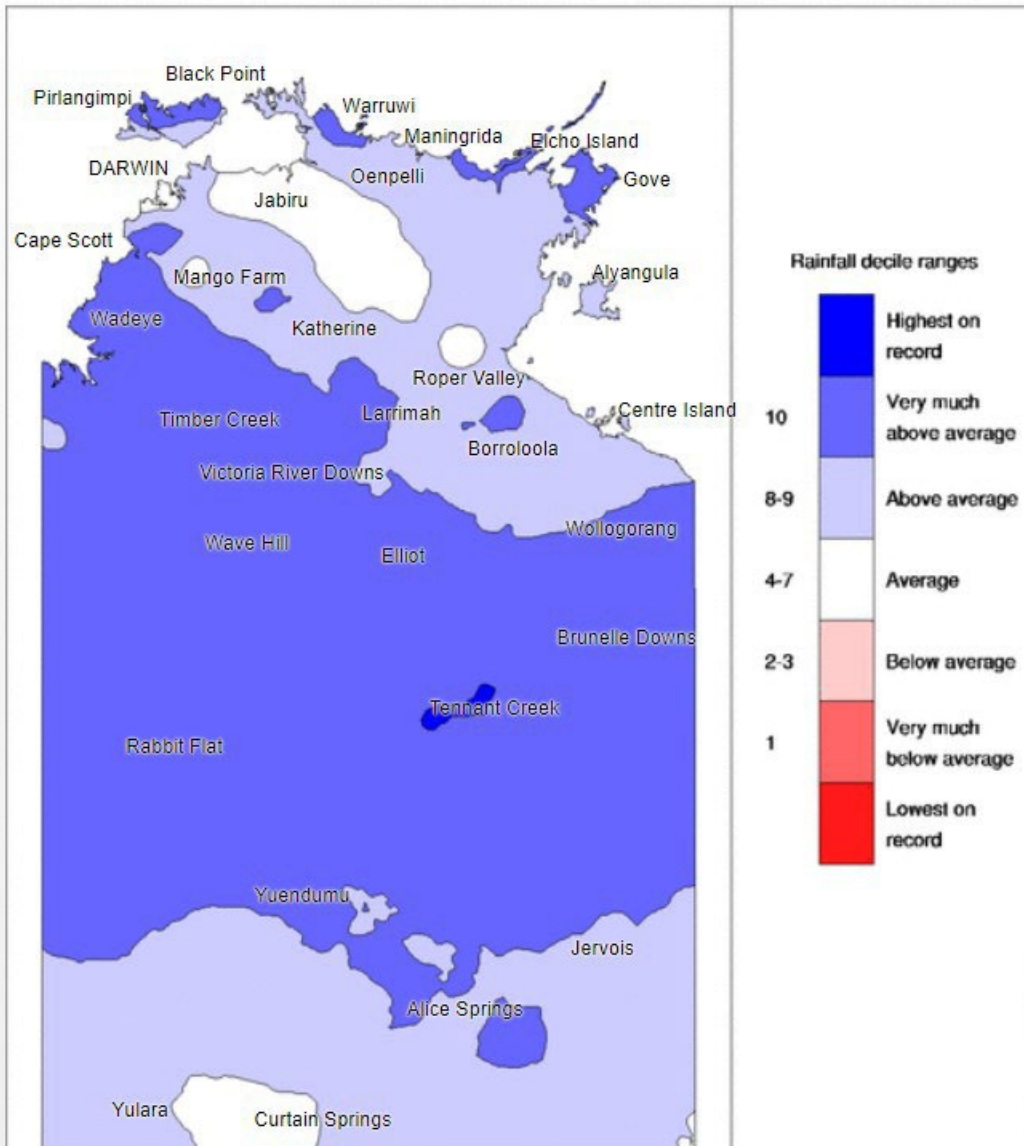 Black Point
Pirlangimpi
Warruwi
Maningrida
Elcho Island
DARWIN
Oenpelli
Gove
Jabiru
Cape Scott
Alyangula
Mango Farm
Wadeye
Katherine
Roper Valley
Larrimah
Centre Island
Timber Creek
Borroloola
Victoria River Downs
Wollogorang
Wave Hill
Elliot
Brunelle Downs
Tennant Creek
Rabbit Flat
Yuendumu
Jervois
Alice Springs
Yulara
Curtain Springs
Rainfall decile ranges
Highest on
record
10
Very much
above average
8-9
Above average
4-7
Average
2-3
Below average
1
Very much
below average
Lowest on
record